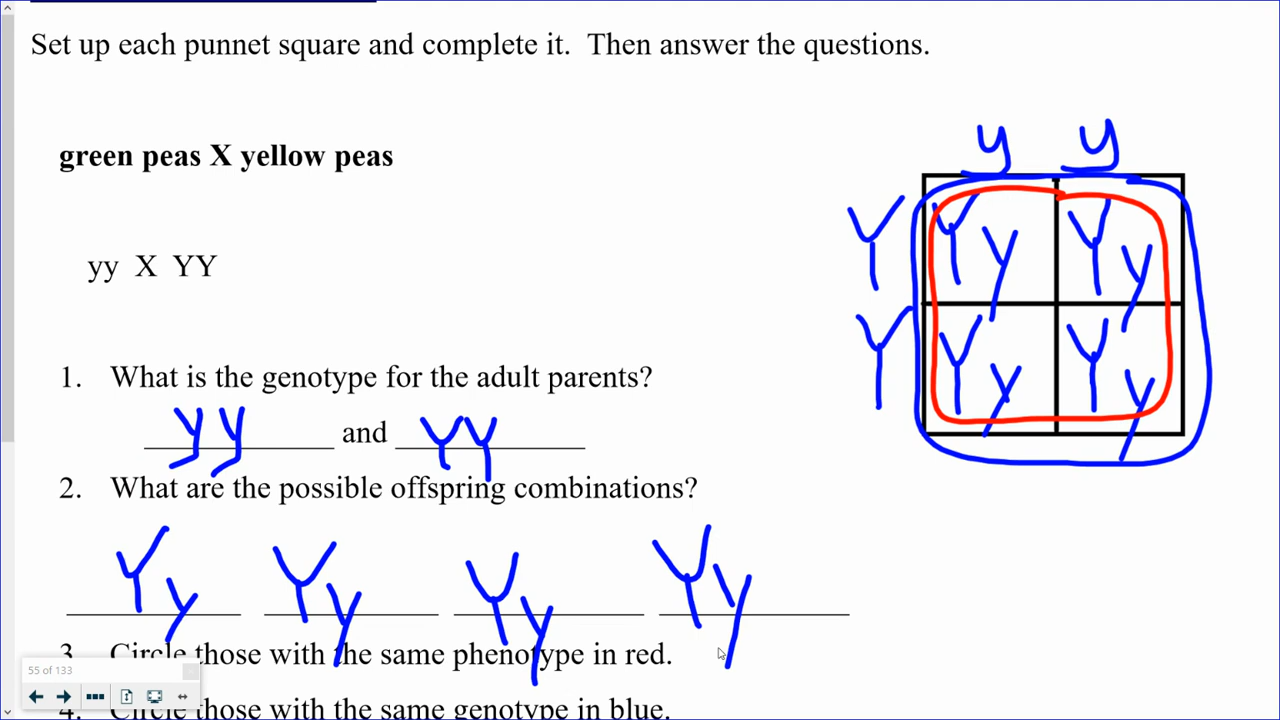 Set up each punnet square and complete it. Then answer the questions.
green peas X yellow peas
y y
Y Yy Yy
Y Yy Yy
yy X YY
1. What is the genotype for the adult parents?
yy and YY
2. What are the possible offspring combinations?
Yy Yy Yy Yy
3. Circle those with the same phenotype in red.
55 of 133
4. Circle those with the same genotype in blue.